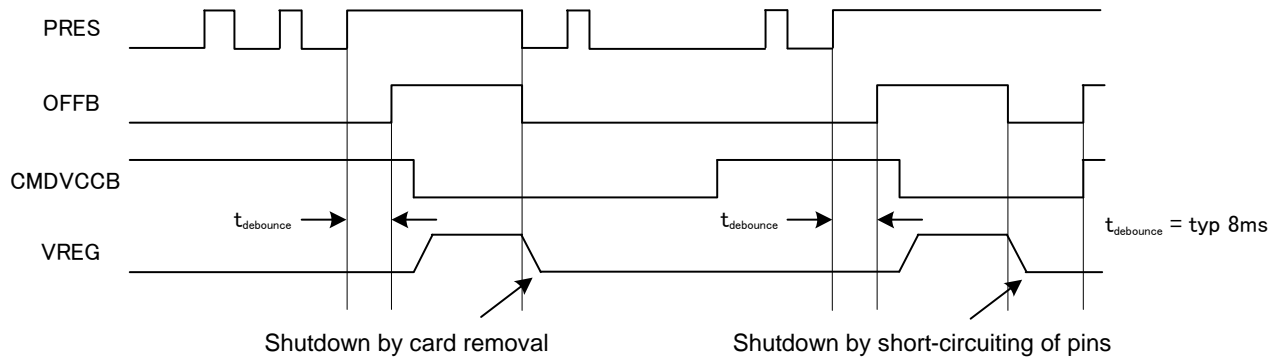 PRES
OFFB
CMDVCCB
tdebounce
tdebounce
tdebounce = typ 8ms
VREG
Shutdown by card removal
Shutdown by short-circuiting of pins